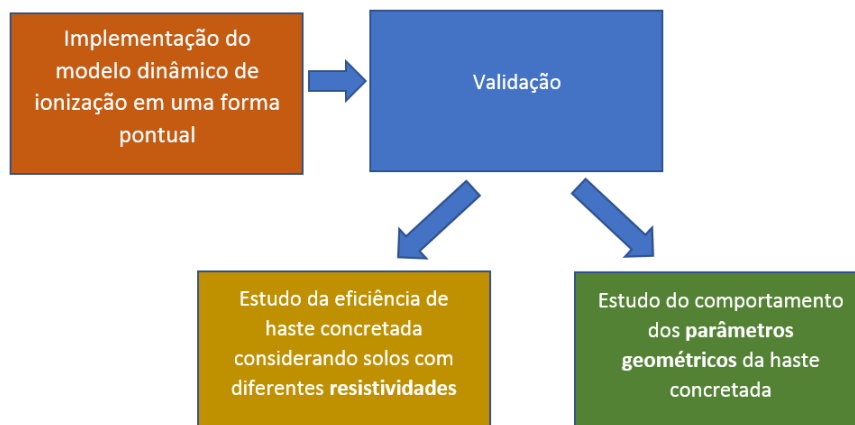 Implementação do
modelo dinâmico de
ionização em uma forma
pontual
Validação
Estudo da eficiência de
haste concretada
considerando solos com
diferentes resistividades
Estudo do comportamento
dos parâmetros
geométricos da haste
concretada